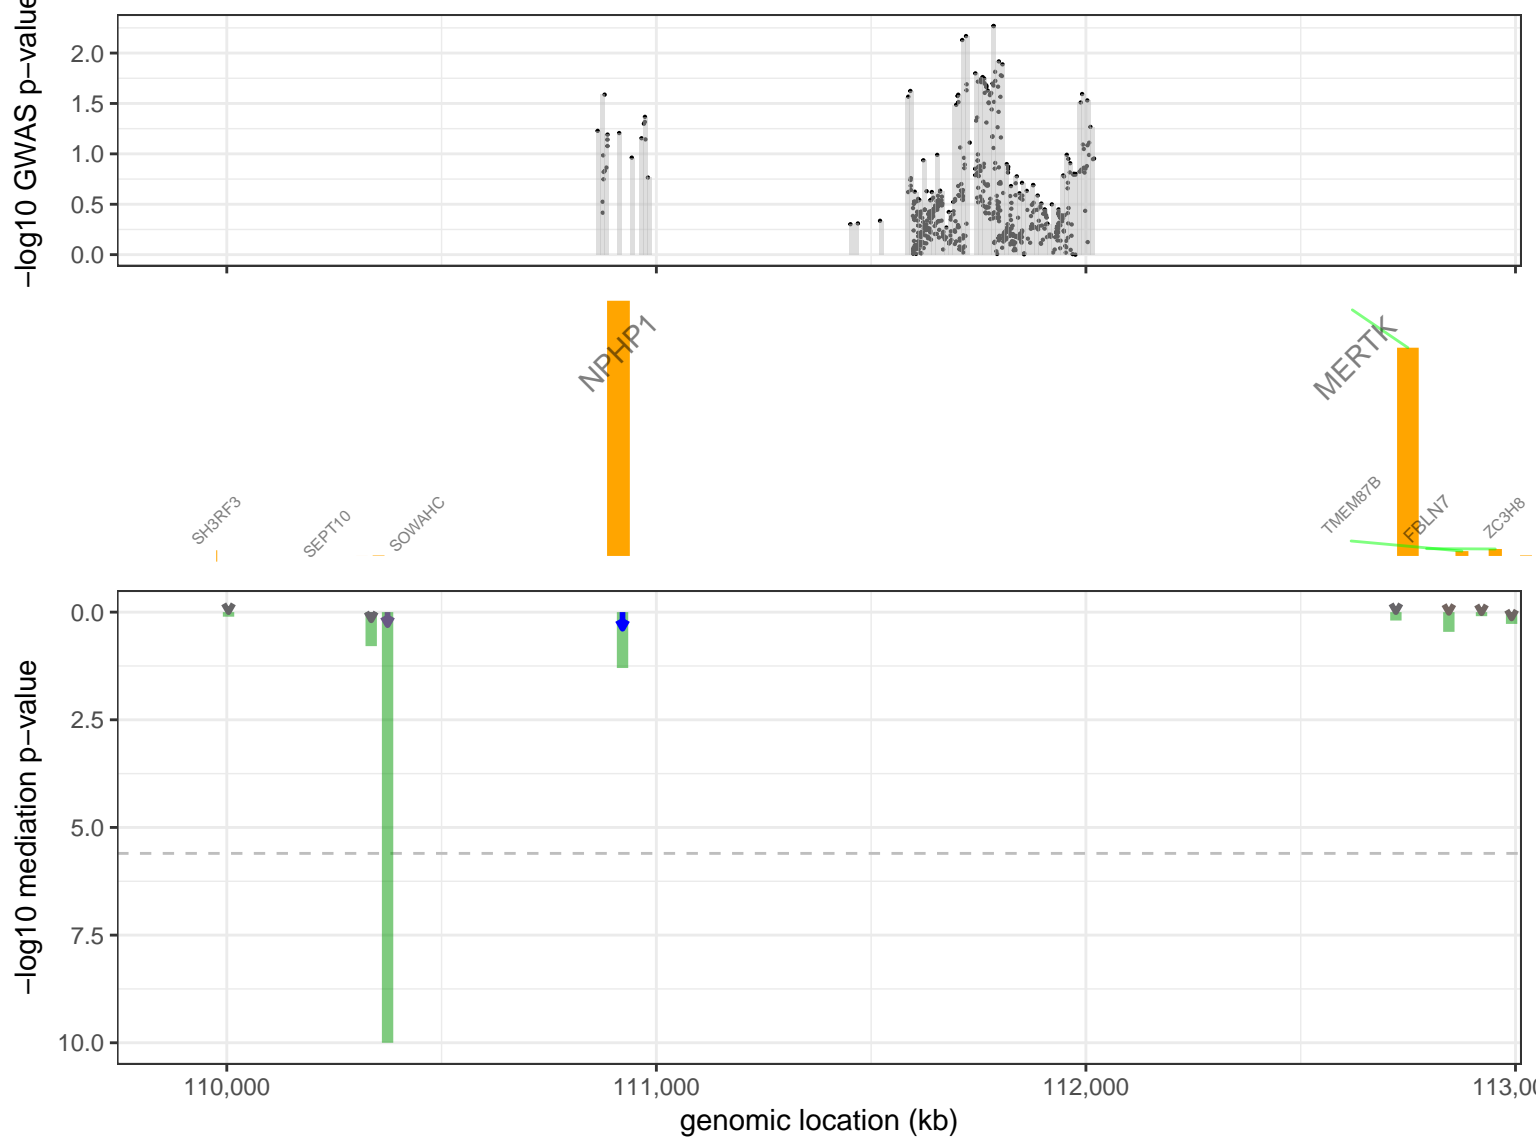 −log10 GWAS p−value
2.0
1.5
1.0
0.5
0.0
NPHP1
MERTK
SH3RF3
SEPT10
SOWAHC
TMEM87B
FBLN7
ZC3H8
−log10 mediation p−value
0.0
2.5
5.0
7.5
10.0
110,000
111,000
112,000
113,00
genomic location (kb)